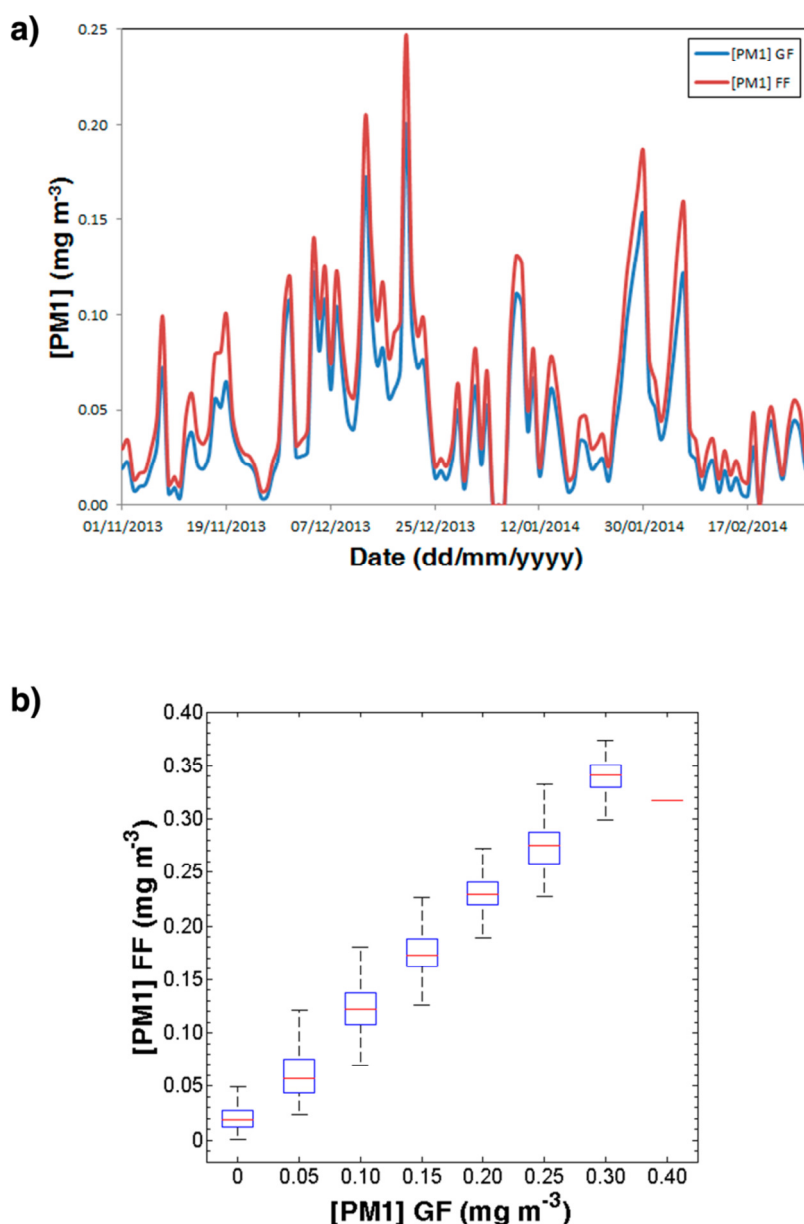 a)
0.25
0.20
0.15
0.10
0.05
0.00
[PM1] (mg m-3)
[PM1] GF
[PM1] FF
01/11/2013 19/11/2013 07/12/2013 25/12/2013 12/01/2014 30/01/2014 17/02/2014
Date (dd/mm/yyyy)
b)
0.40
0.35
0.30
0.25
0.20
0.15
0.10
0.05
0
[PM1] FF (mg m-3)
0 0.05 0.10 0.15 0.20 0.25 0.30 0.40
[PM1] GF (mg m-3)